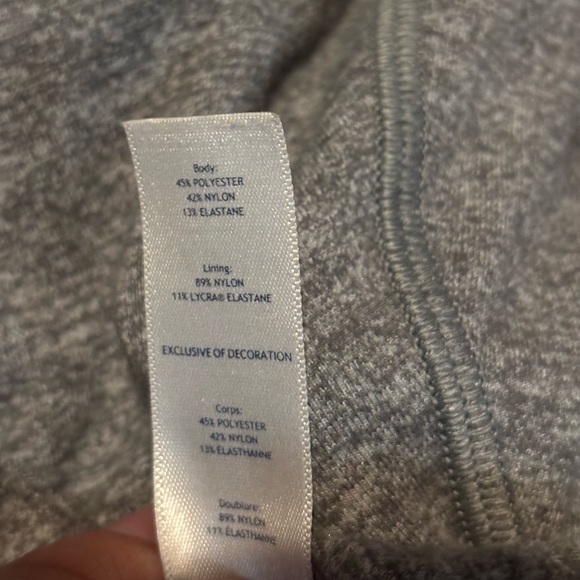 Body:
45% POLYESTER
42% NYLON
13% ELASTANE
Lining:
89% NYLON
11% LYCRA® ELASTANE
EXCLUSIVE OF DECORATION
Corps:
45% POLYESTER
42% NYLON
13% ELASTHANNE
Doublure:
89% NYLON
11% ELASTHANNE